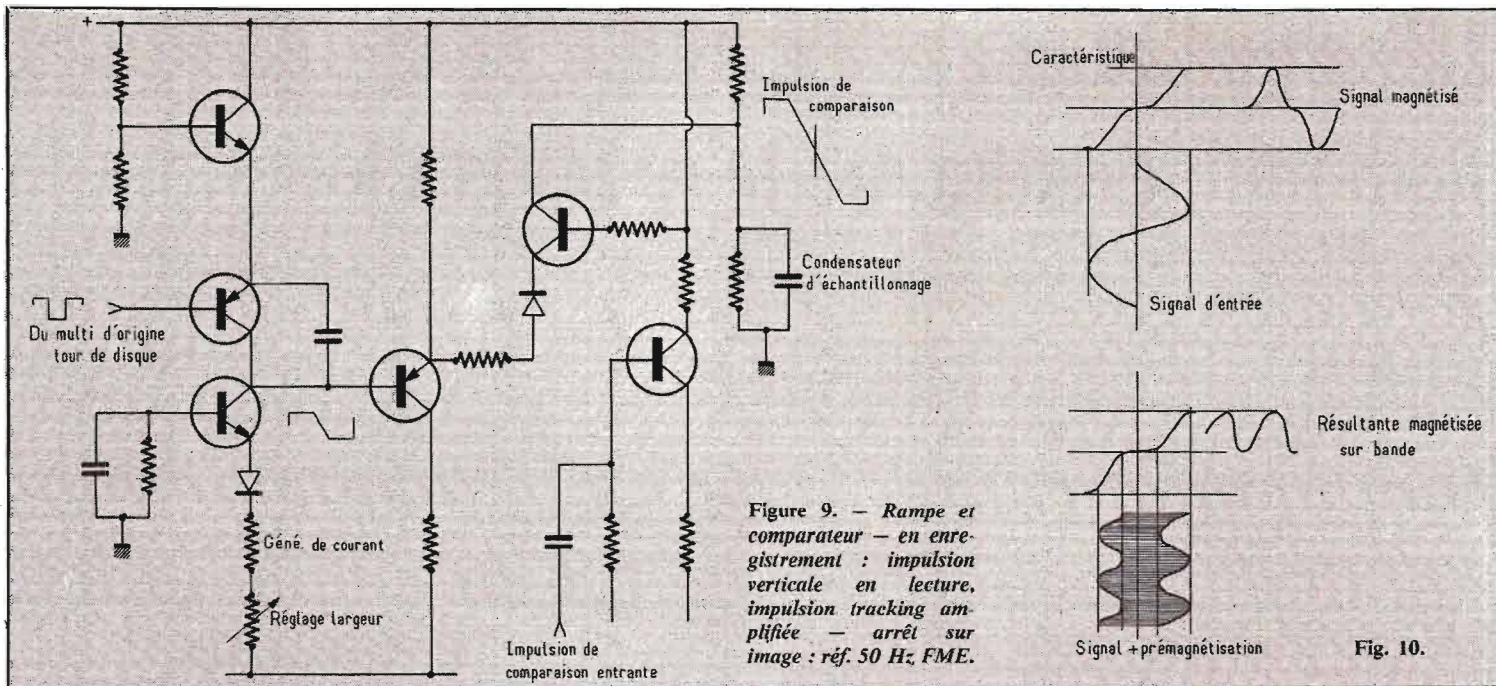 +
Impulsion de
comparaison
Du multi d'origine
tour de disque
Condensateur
d'échantillonnage
Géné. de courant
Réglage largeur
Impulsion de
comparaison entrante
Figure 9. — Rampe et
comparateur — en enre-
gistrement : impulsion
verticale en lecture,
impulsion tracking am-
plifiée — arrêt sur
image : réf. 50 Hz FME.
Caractéristique
Signal magnétisé
Signal d'entrée
Résultante magnétisée
sur bande
Signal + prémagnétisation
Fig. 10.